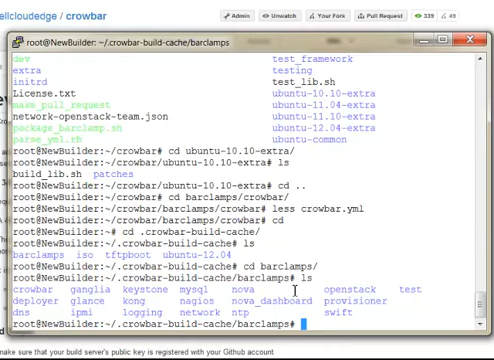 ellcloudedge / crowbar
Admin Unwatch Your Fork Pull Request 339 49
root@NewBuilder: ~/.crowbar-build-cache/barclamps
dev test_framework
extra testing
initrd test_lib.sh
License.txt ubuntu-10.10-extra
make_pull_request ubuntu-11.04-extra
network-openstack-team.json ubuntu-11.10-extra
package_barclamp.sh ubuntu-12.04-extra
parse_yml.rb ubuntu-common
root@NewBuilder:~/crowbar# cd ubuntu-10.10-extra/
root@NewBuilder:~/crowbar/ubuntu-10.10-extra# ls
build_lib.sh patches
root@NewBuilder:~/crowbar/ubuntu-10.10-extra# cd ..
root@NewBuilder:~/crowbar# cd barclamps/crowbar/
root@NewBuilder:~/crowbar/barclamps/crowbar# less crowbar.yml
root@NewBuilder:~/crowbar/barclamps/crowbar# cd
root@NewBuilder:~# cd .crowbar-build-cache/
root@NewBuilder:~/.crowbar-build-cache# ls
barclamps iso tftpboot ubuntu-12.04
root@NewBuilder:~/.crowbar-build-cache# cd barclamps/
root@NewBuilder:~/.crowbar-build-cache/barclamps# ls
crowbar ganglia keystone mysql nova openstack test
deployer glance kong nagios nova_dashboard provisioner
dns ipmi logging network ntp swift
root@NewBuilder:~/.crowbar-build-cache/barclamps#
make sure that your build server's public key is registered with your Github account